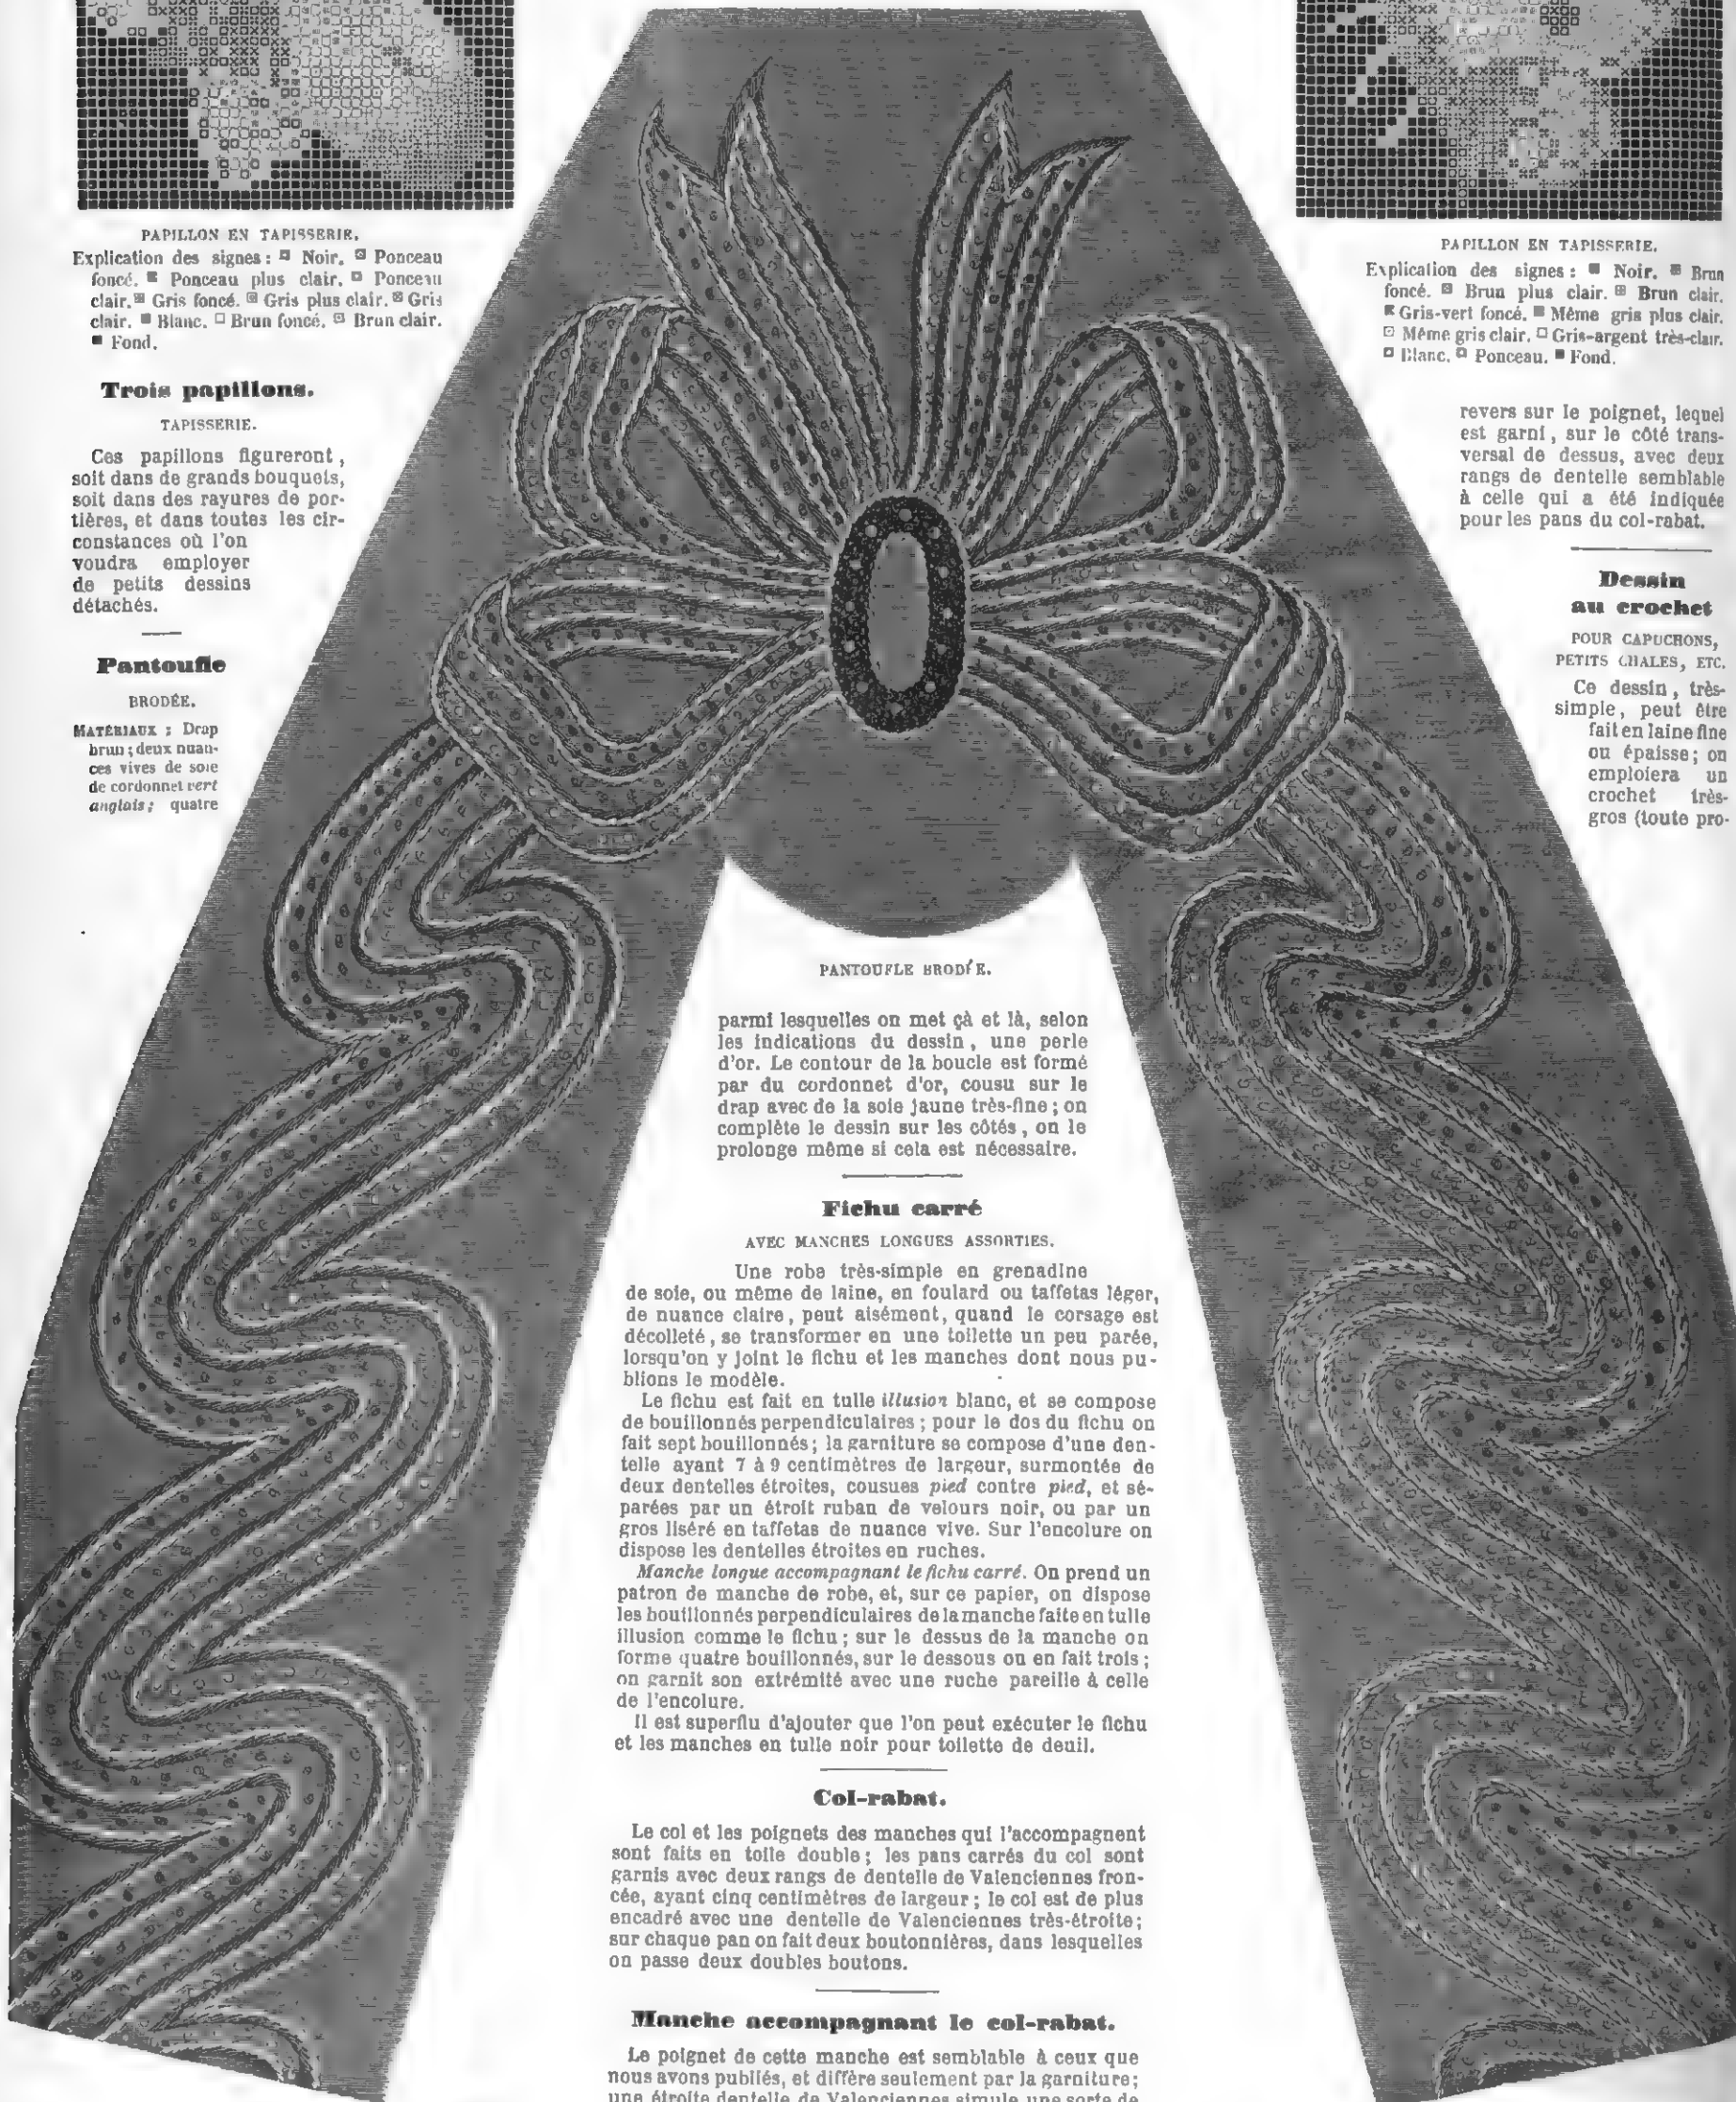 PAPILLON EN TAPISSERIE.
Explication des signes: Noir. Ponceau
foncé. Ponceau plus clair. Ponceau
clair. Gris foncé. Gris plus clair. Gris
clair. Blanc. Brun foncé. Brun clair.
Fond.
Trois papillons.
TAPISSERIE.
Ces papillons figureront,
soit dans de grands bouquets,
soit dans des rayures de por-
tières, et dans toutes les cir-
constances où l'on
voudra employer
de petits dessins
détachés.
Pantoufle
BRODÉE.
MATÉRIAUX : Drap
brun; deux nuan-
ces vives de soie
de cordonnet vert
anglais; quatre
PANTOUFLE BRODÉE.
parmi lesquelles on met çà et là, selon
les indications du dessin, une perle
d'or. Le contour de la boucle est formé
par du cordonnet d'or, cousu sur le
drap avec de la soie jaune très-fine; on
complète le dessin sur les côtés, on le
prolonge même si cela est nécessaire.
Fichu carré
AVEC MANCHES LONGUES ASSORTIES.
Une robe très-simple en grenadine
de soie, ou même de laine, en foulard ou taffetas léger,
de nuance claire, peut aisément, quand le corsage est
décolleté, se transformer en une toilette un peu parée,
lorsqu'on y joint le fichu et les manches dont nous pu-
blions le modèle.
Le fichu est fait en tulle illusion blanc, et se compose
de bouillonnés perpendiculaires; pour le dos du fichu on
fait sept bouillonnés; la garniture se compose d'une den-
telle ayant 7 à 9 centimètres de largeur, surmontée de
deux dentelles étroites, cousues pied contre pied, et sé-
parées par un étroit ruban de velours noir, ou par un
gros liséré en taffetas de nuance vive. Sur l'encolure on
dispose les dentelles étroites en ruches.
Manche longue accompagnant le fichu carré. On prend un
patron de manche de robe, et, sur ce papier, on dispose
les bouillonnés perpendiculaires de la manche faite en tulle
illusion comme le fichu; sur le dessus de la manche on
forme quatre bouillonnés, sur le dessous on en fait trois;
on garnit son extrémité avec une ruche pareille à celle
de l'encolure.
Il est superflu d'ajouter que l'on peut exécuter le fichu
et les manches en tulle noir pour toilette de deuil.
Col-rabat.
Le col et les poignets des manches qui l'accompagnent
sont faits en toile double; les pans carrés du col sont
garnis avec deux rangs de dentelle de Valenciennes fron-
cée, ayant cinq centimètres de largeur; le col est de plus
encadré avec une dentelle de Valenciennes très-étroite;
sur chaque pan on fait deux boutonnières, dans lesquelles
on passe deux doubles boutons.
Manche accompagnant le col-rabat.
Le poignet de cette manche est semblable à ceux que
nous avons publiés, et diffère seulement par la garniture;
une étroite dentelle de Valenciennes simule une sorte de
PAPILLON EN TAPISSERIE.
Explication des signes: Noir. Brun
foncé. Brun plus clair. Brun clair.
Gris-vert foncé. Même gris plus clair.
Même gris clair. Gris-argent très-clair.
Blanc. Ponceau. Fond.
revers sur le poignet, lequel
est garni, sur le côté trans-
versal de dessus, avec deux
rangs de dentelle semblable
à celle qui a été indiquée
pour les pans du col-rabat.
Dessin
au crochet
POUR CAPUCHONS,
PETITS CHALES, ETC.
Ce dessin, très-
simple, peut être
fait en laine fine
ou épaisse; on
emploiera un
crochet très-
gros (toute pro-